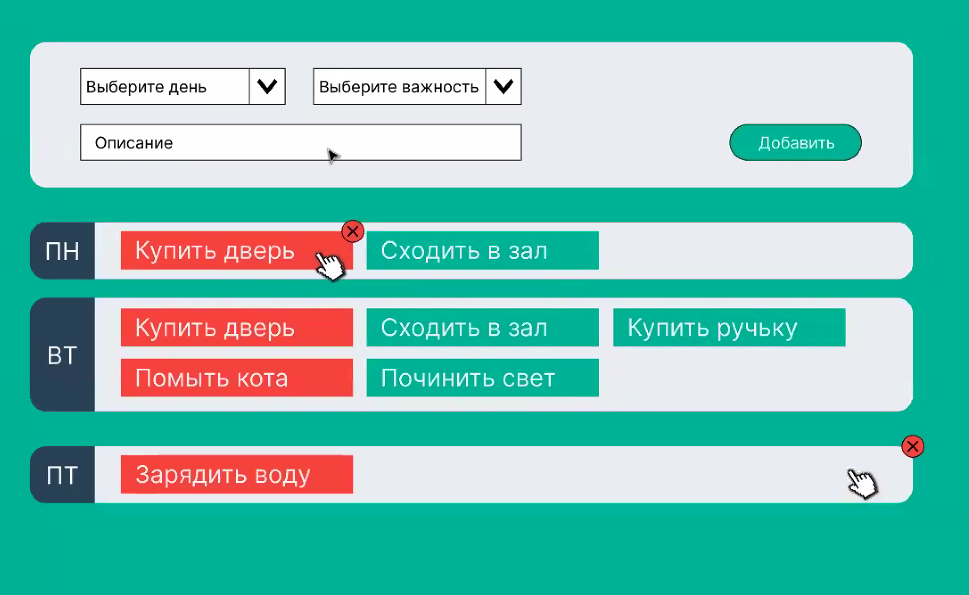 Выберите день Выберите важность
Описание Добавить
ПН Купить дверь Сходить в зал
Купить дверь Сходить в зал Купить ручьку
ВТ
Помыть кота Починить свет
ПТ Зарядить воду